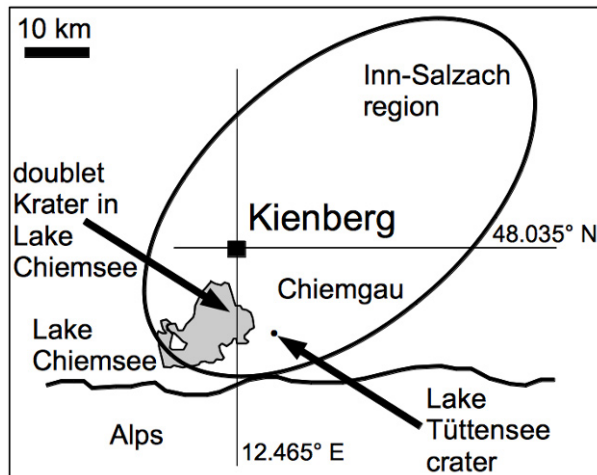 10 km
Inn-Salzach
region
doublet
Krater in
Lake
Chiemsee
Kienberg
48.035° N
Chiemgau
Lake
Chiemsee
Alps
12.465° E
Lake
Tüttensee
crater